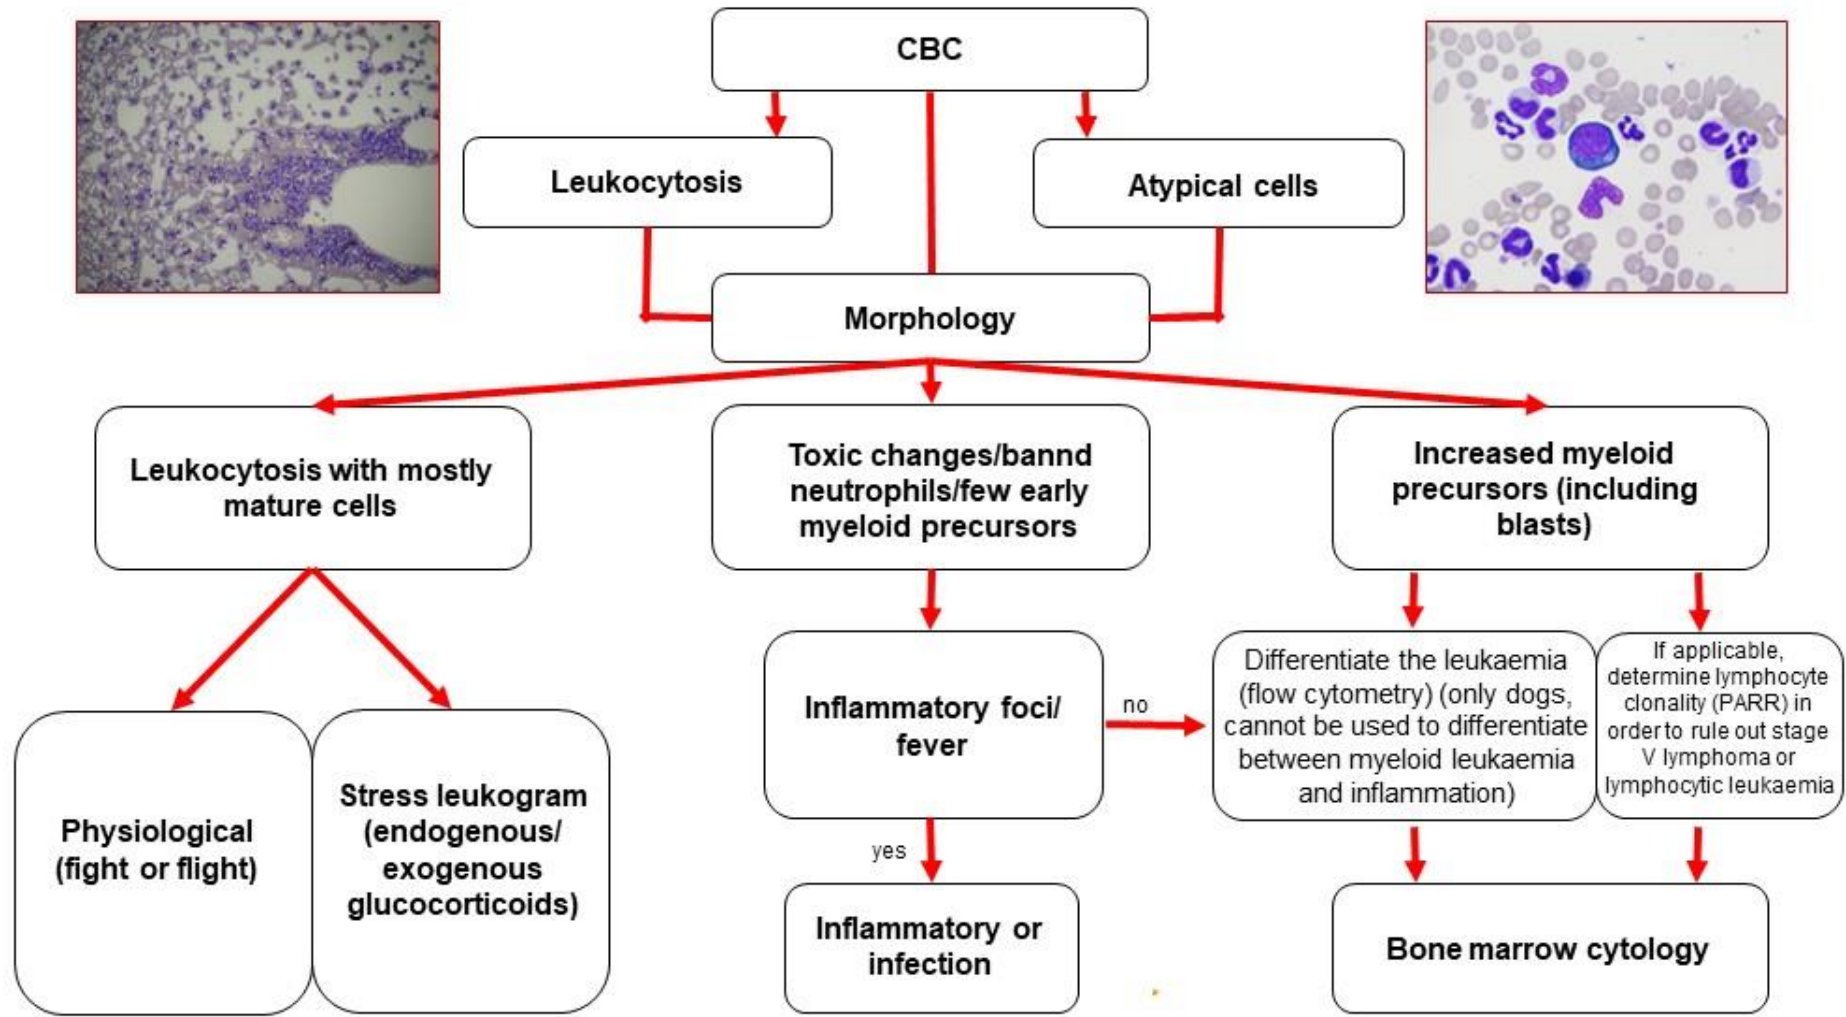 CBC
Leukocytosis
Atypical cells
Morphology
Leukocytosis with mostly
mature cells
Toxic changes/bannd
neutrophils/few early
myeloid precursors
Increased myeloid
precursors (including
blasts)
Physiological
(fight or flight)
Stress leukogram
(endogenous/
exogenous
glucocorticoids)
Inflammatory foci/
fever
no
yes
Inflammatory or
infection
Differentiate the leukaemia
(flow cytometry) (only dogs,
cannot be used to differentiate
between myeloid leukaemia
and inflammation)
If applicable,
determine lymphocyte
clonality (PARR) in
order to rule out stage
V lymphoma or
lymphocytic leukaemia
Bone marrow cytology